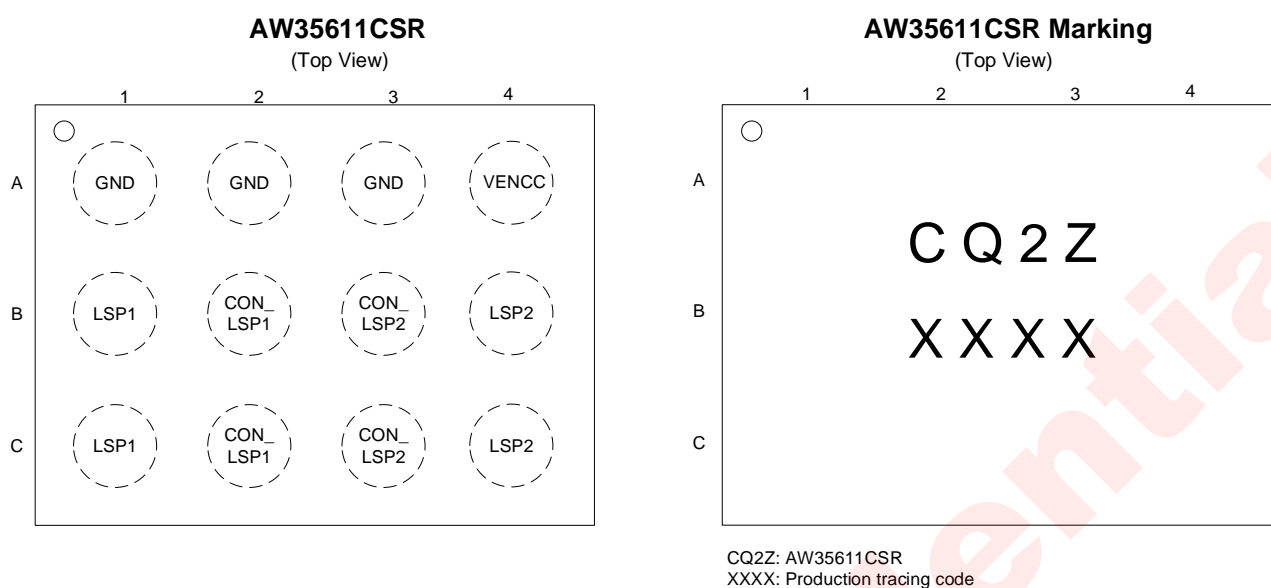 AW35611CSR
(Top View)
1 2 3 4
A GND GND GND VENCC
B LSP1 CON_ LSP1 CON_ LSP2 LSP2
C LSP1 CON_ LSP1 CON_ LSP2 LSP2
AW35611CSR Marking
(Top View)
1 2 3 4
A
CQ2Z
B
XXXX
C
CQ2Z: AW35611CSR
XXXX: Production tracing code